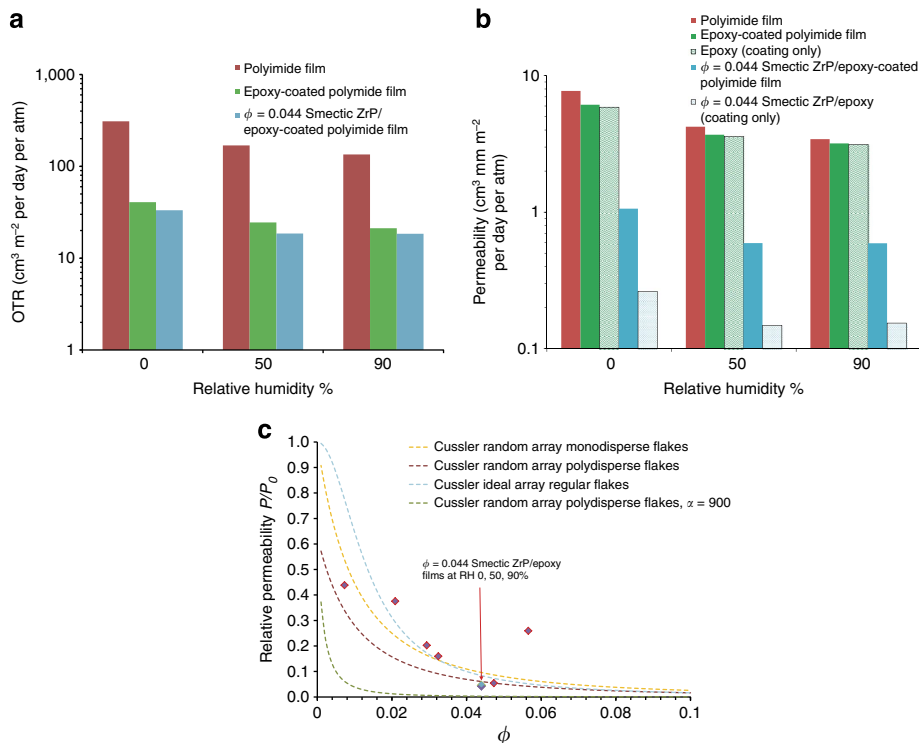 a
1,000
100
10
1
OTR (cm³ m⁻² per day per atm)
Polyimide film
Epoxy-coated polymide film
ϕ = 0.044 Smectic ZrP/
epoxy-coated polyimide film
0 50 90
Relative humidity %
b
10
1
0.1
Permeability (cm³ mm m⁻²
per day per atm)
Polyimide film
Epoxy-coated polyimide film
Epoxy (coating only)
ϕ = 0.044 Smectic ZrP/epoxy-coated
polyimide film
ϕ = 0.044 Smectic ZrP/epoxy
(coating only)
0 50 90
Relative humidity %
c
1.0
0.9
0.8
0.7
0.6
0.5
0.4
0.3
0.2
0.1
0.0
Relative permeability P/P₀
Cussler random array monodisperse flakes
Cussler random array polydisperse flakes
Cussler ideal array regular flakes
Cussler random array polydisperse flakes, α = 900
ϕ = 0.044 Smectic ZrP/epoxy
films at RH 0, 50, 90%
0 0.02 0.04 0.06 0.08 0.1
ϕ